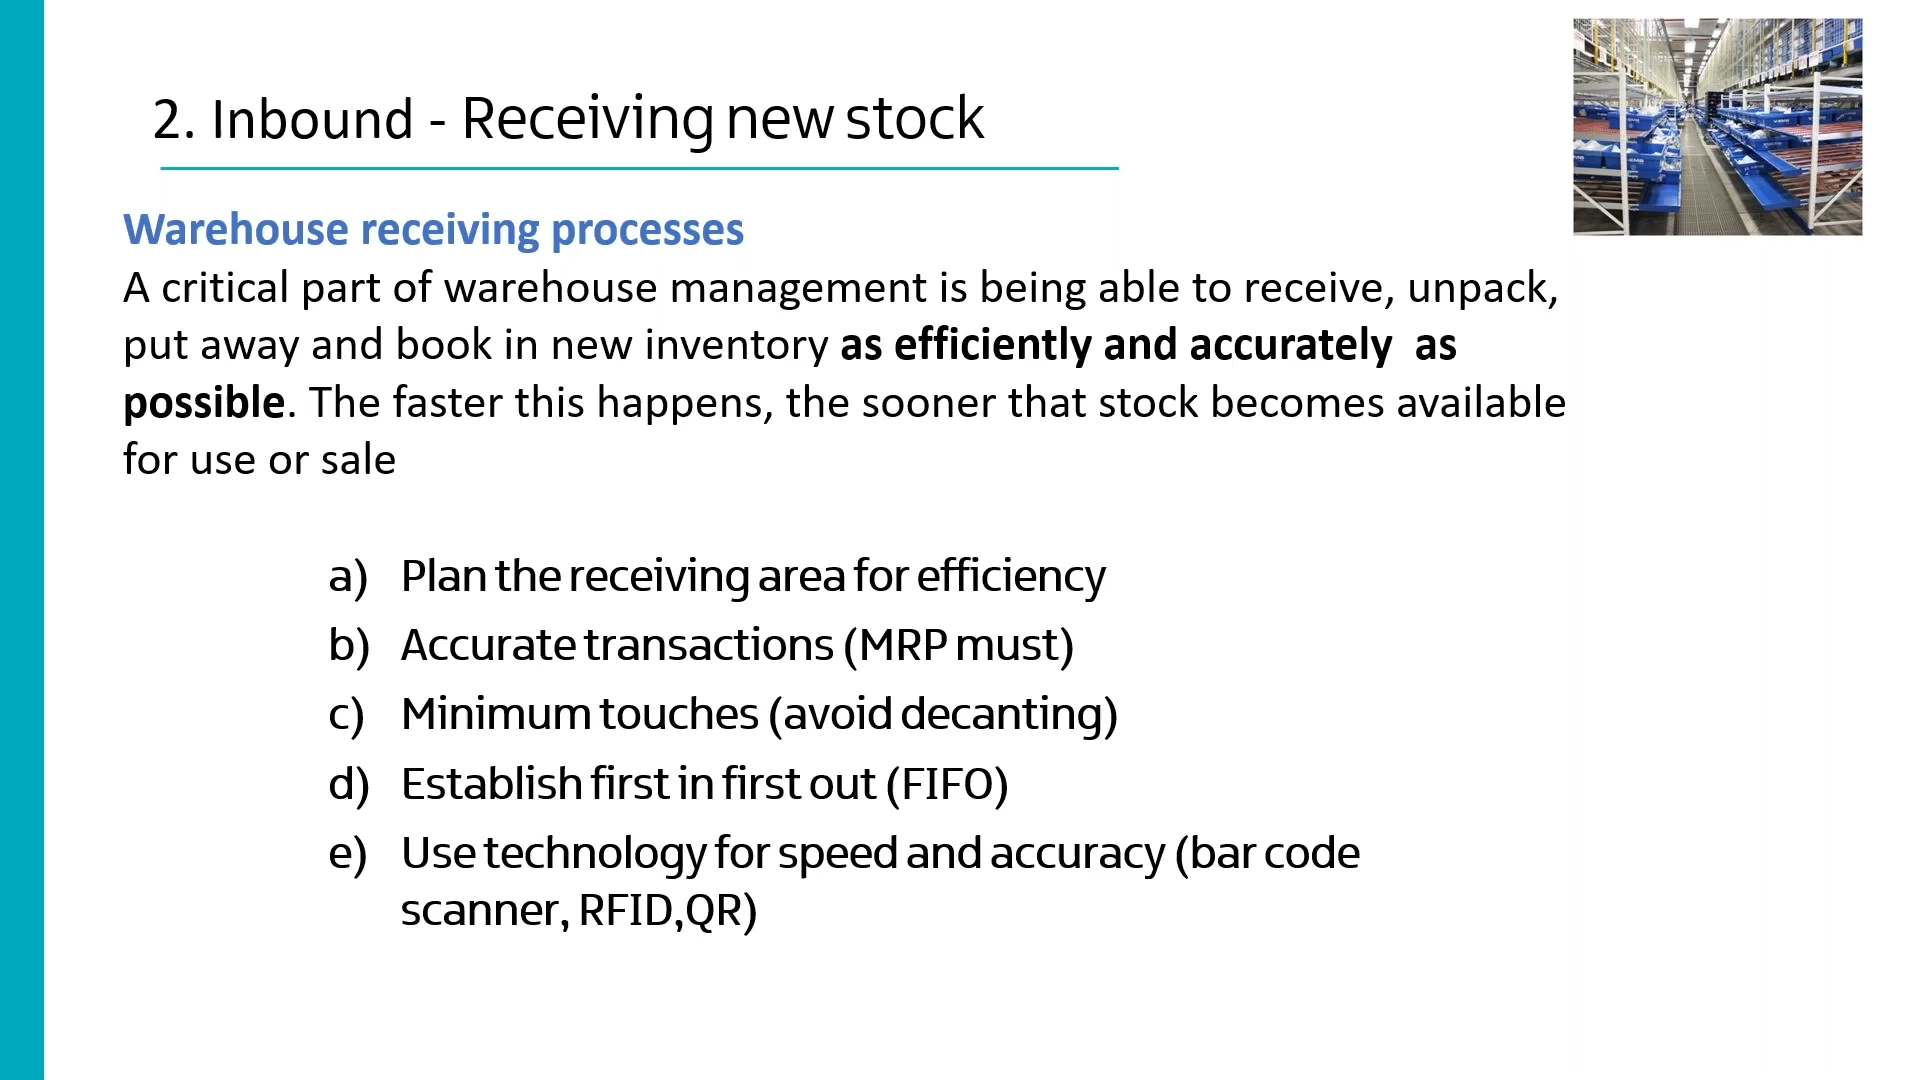 2. Inbound - Receiving new stock
Warehouse receiving processes
A critical part of warehouse management is being able to receive, unpack,
put away and book in new inventory as efficiently and accurately as
possible. The faster this happens, the sooner that stock becomes available
for use or sale
a) Plan the receiving area for efficiency
b) Accurate transactions (MRP must)
c) Minimum touches (avoid decanting)
d) Establish first in first out (FIFO)
e) Use technology for speed and accuracy (bar code
scanner, RFID,QR)